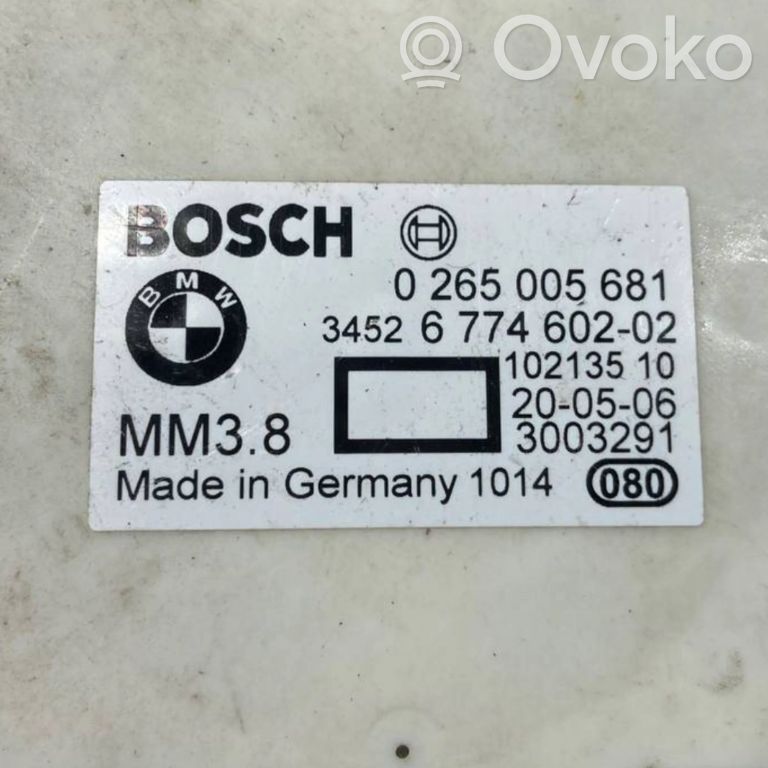 Ovoko
BOSCH
BMW
0 265 005 681
3452 6 774 602-02
102135 10
20-05-06
MM3.8
3003291
Made in Germany 1014
080